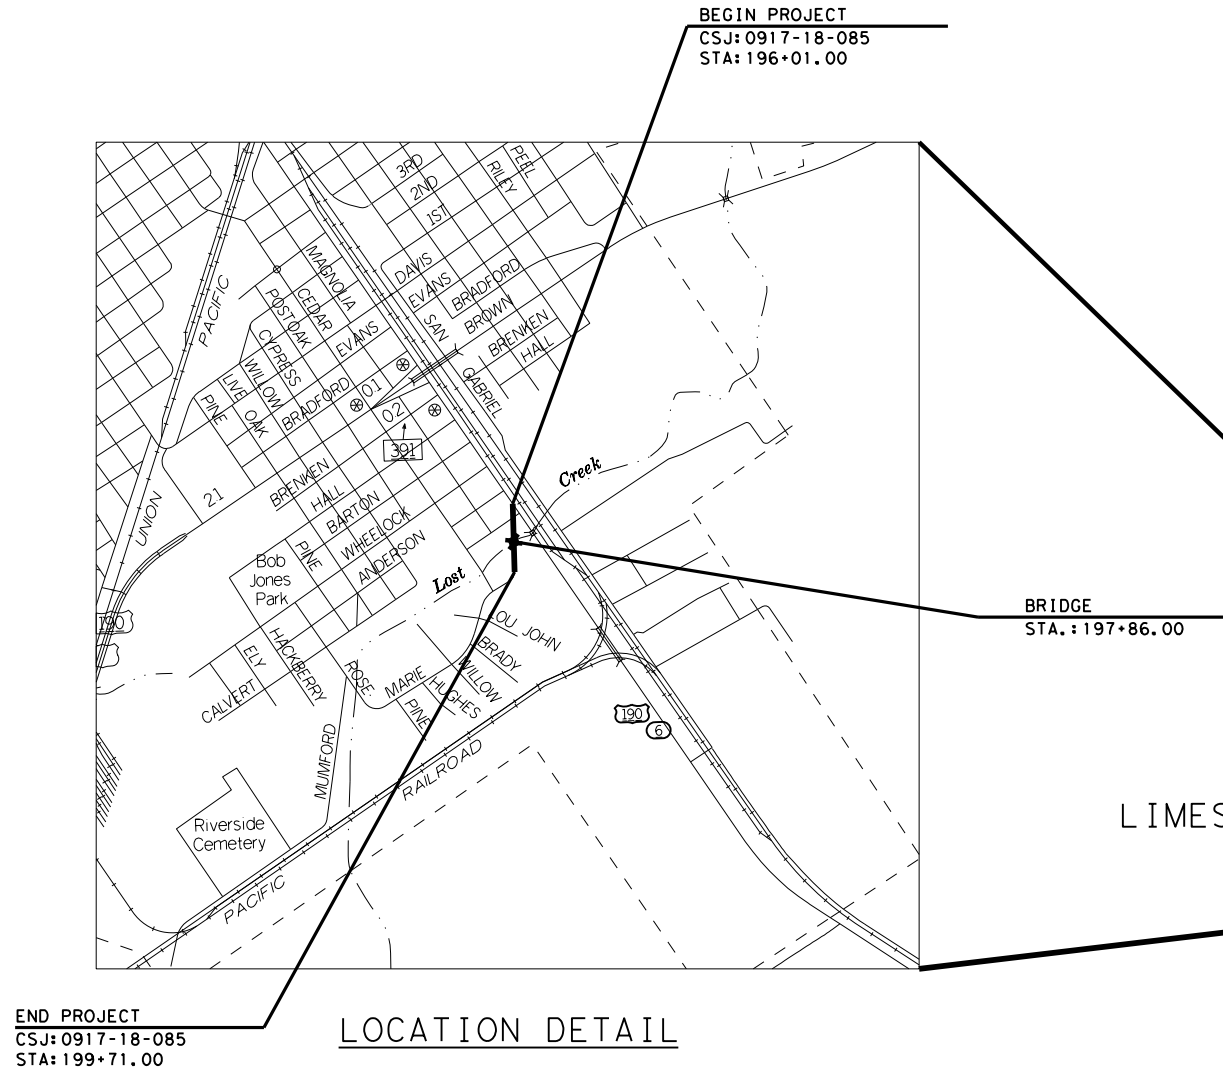 BEGIN PROJECT
CSJ:0917-18-085
STA:196+01.00
3RD
2ND
1ST
PEEL
RILEY
MAGNOLIA
CEDAR
POSTOAK
DAVIS
EVANS
BRADFORD
SAN
BROWN
BRENKEN
HALL
GABRIEL
PACIFIC
EVANS
CYPRESS
WILLOW
LIVE OAK
PINE
BRADFORD
01
02
391
21
BRENKEN
HALL
BARTON
WHEELOCK
ANDERSON
PINE
UNION
Creek
Lost
Bob
Jones
Park
190
190
6
HACKBERRY
ELY
CALVERT
ROSE
MARIE
LOU JOHN
BRADY
WILLOW
HUGHES
PINE
MUMFORD
RAILROAD
PACIFIC
Riverside
Cemetery
BRIDGE
STA.:197+86.00
LIMES
END PROJECT
CSJ:0917-18-085
STA:199+71.00
LOCATION DETAIL